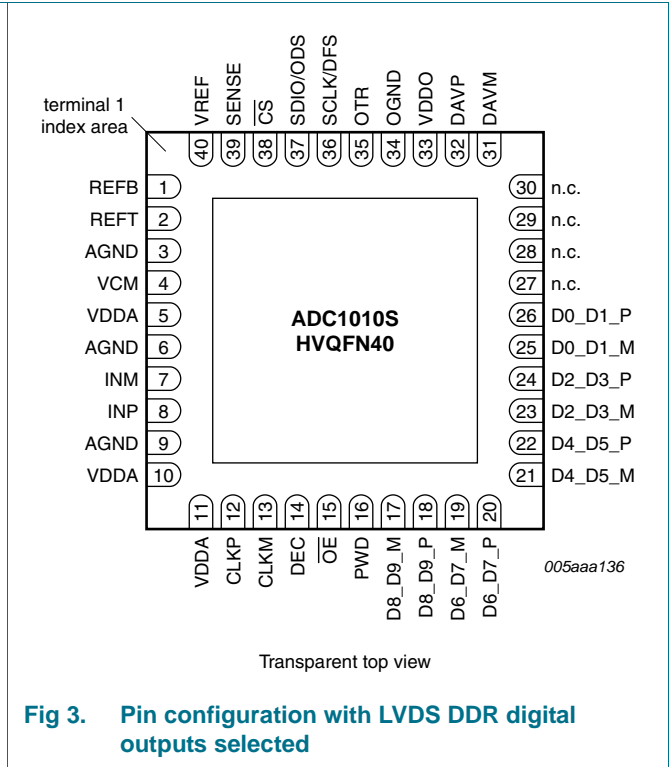 terminal 1
index area
VREF
SENSE
C̅S̅
SDIO/ODS
SCLK/DFS
OTR
OGND
VDDO
DAVP
DAVM
40
39
38
37
36
35
34
33
32
31
REFB 1
REFT 2
AGND 3
VCM 4
VDDA 5
AGND 6
INM 7
INP 8
AGND 9
VDDA 10
ADC1010S
HVQFN40
30 n.c.
29 n.c.
28 n.c.
27 n.c.
26 D0_D1_P
25 D0_D1_M
24 D2_D3_P
23 D2_D3_M
22 D4_D5_P
21 D4_D5_M
11
12
13
14
15
16
17
18
19
20
VDDA
CLKP
CLKM
DEC
O̅E̅
PWD
D8_D9_M
D8_D9_P
D6_D7_M
D6_D7_P
005aaa136
Transparent top view
Fig 3. Pin configuration with LVDS DDR digital
outputs selected